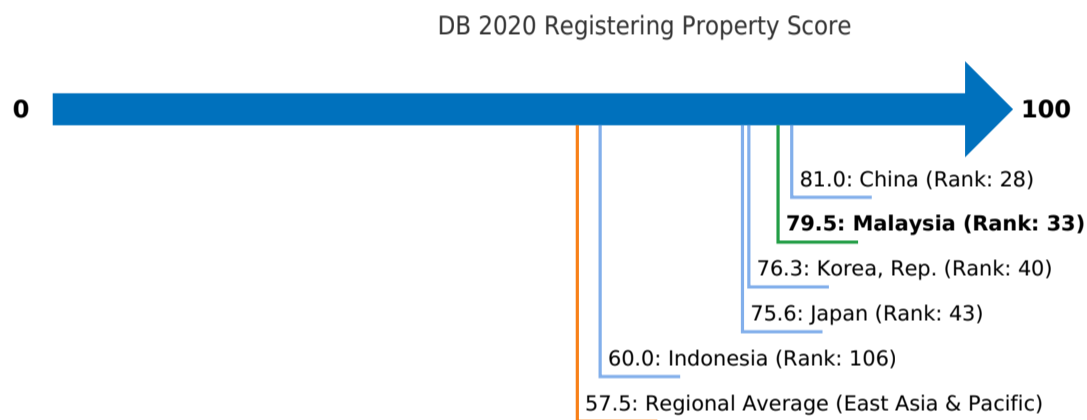 DB 2020 Registering Property Score
0
100
81.0: China (Rank: 28)
79.5: Malaysia (Rank: 33)
76.3: Korea, Rep. (Rank: 40)
75.6: Japan (Rank: 43)
60.0: Indonesia (Rank: 106)
57.5: Regional Average (East Asia & Pacific)